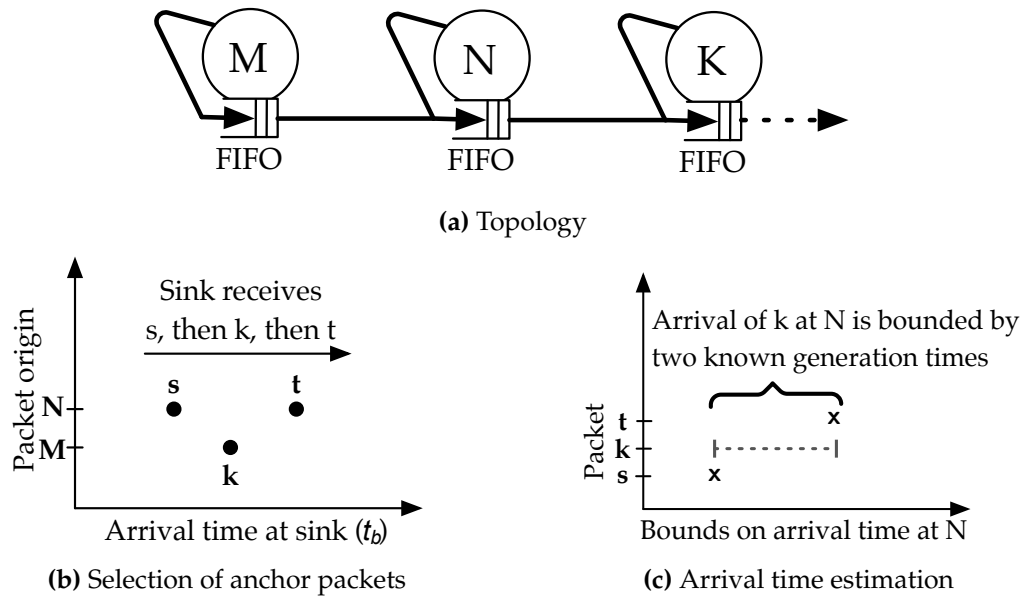 M
N
K
FIFO
FIFO
FIFO
(a) Topology
Packet origin
Sink receives
s, then k, then t
s
t
N
M
k
Arrival time at sink (t_b)
(b) Selection of anchor packets
Packet
Arrival of k at N is bounded by
two known generation times
t
x
k
s
x
Bounds on arrival time at N
(c) Arrival time estimation